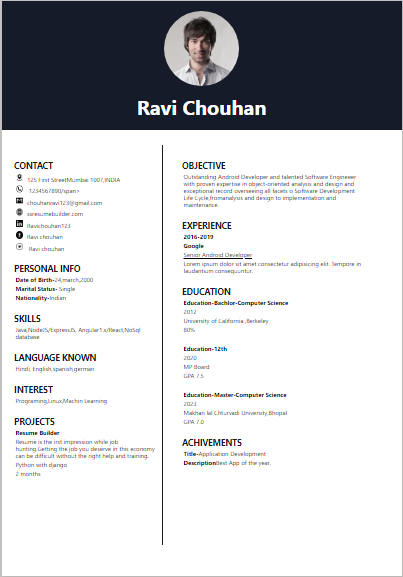 Ravi Chouhan
CONTACT
125 First StreetMumbai 1007,INDIA
1234567890/span>
chouhanravi123@gmail.com
ssresumebuilder.com
Ravichouhan123
Ravi chouhan
Ravi chouhan
PERSONAL INFO
Date of Birth-24,march,2000
Marital Status- Single
Nationality-Indian
SKILLS
Java,NodeJS/ExpressJS, Angular1.x/React,NoSql
database
LANGUAGE KNOWN
Hindi, English,spanish,german
INTEREST
Programing,Linux,Machin Learning
PROJECTS
Resume Builder
Resume is the irst impression while job
hunting.Getting the job you deserve in this economy
can be difficult without the right help and training.
Python with django
2 months
OBJECTIVE
Outstanding Android Developer and talented Software Engineeer
with proven expertise in object-oriented analysis and design and
exceptional record overseeing all facets o Software Development
Life Cycle,fromanalysis and design to implementation and
maintenance.
EXPERIENCE
2016-2019
Google
Senior Android Developer
Lorem ipsum dolor sit amet consectetur adipisicing elit. Tempore in
laudantium consequuntur.
EDUCATION
Education-Bachlor-Computer Science
2012
University of California ,Berkeley
80%
Education-12th
2020
MP Board
GPA 7.5
Education-Master-Computer Science
2023
Makhan lal Chturvadi University,Bhopal
GPA 7.0
ACHIVEMENTS
Title-Application Development
DescriptionBest App of the year.